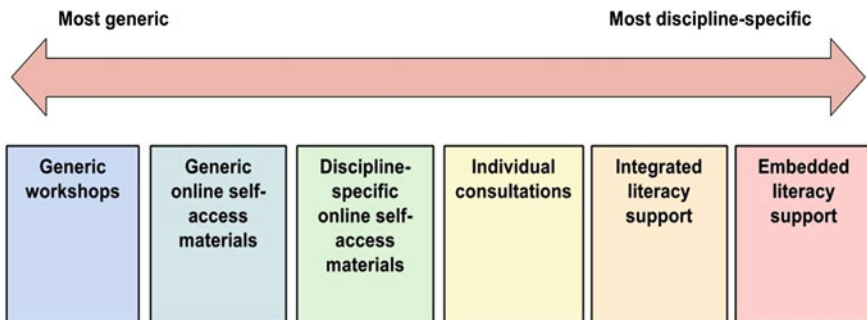 Most generic
Most discipline-specific
Generic
workshops
Generic
online self-
access
materials
Discipline-
specific
online self-
access
materials
Individual
consultations
Integrated
literacy
support
Embedded
literacy
support